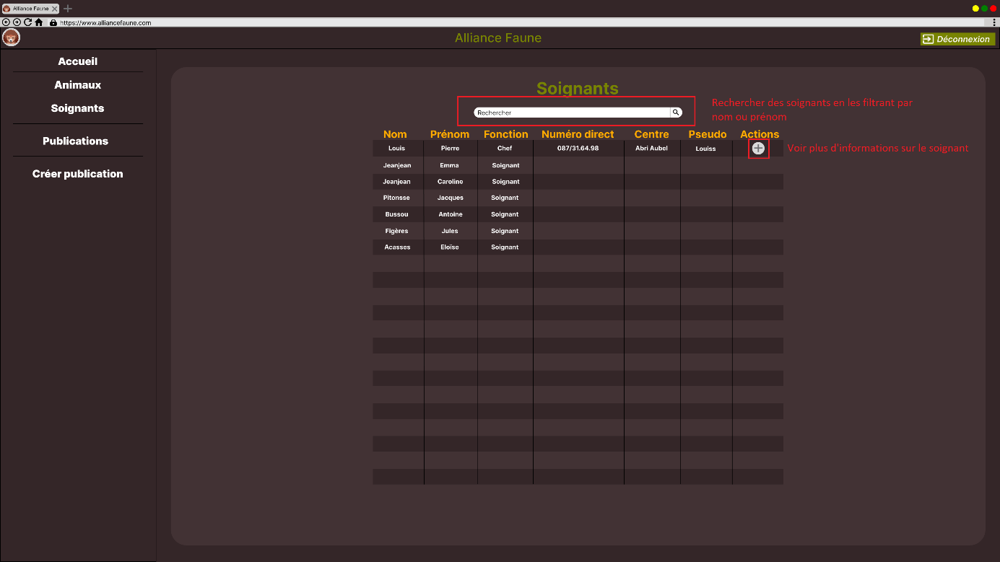 Alliance Faune
https://www.alliancefaune.com
Alliance Faune
Déconnexion
Accueil
Animaux
Soignants
Publications
Créer publication
Soignants
Rechercher
Rechercher des soignants en les filtrant par
nom ou prénom
Nom Prénom Fonction Numéro direct Centre Pseudo Actions
Louis Pierre Chef 087/31.64.98 Abri Aubel Louiss
Voir plus d'informations sur le soignant
Jeanjean Emma Soignant
Jeanjean Caroline Soignant
Pitonsse Jacques Soignant
Bussou Antoine Soignant
Figères Jules Soignant
Acasses Eloïse Soignant